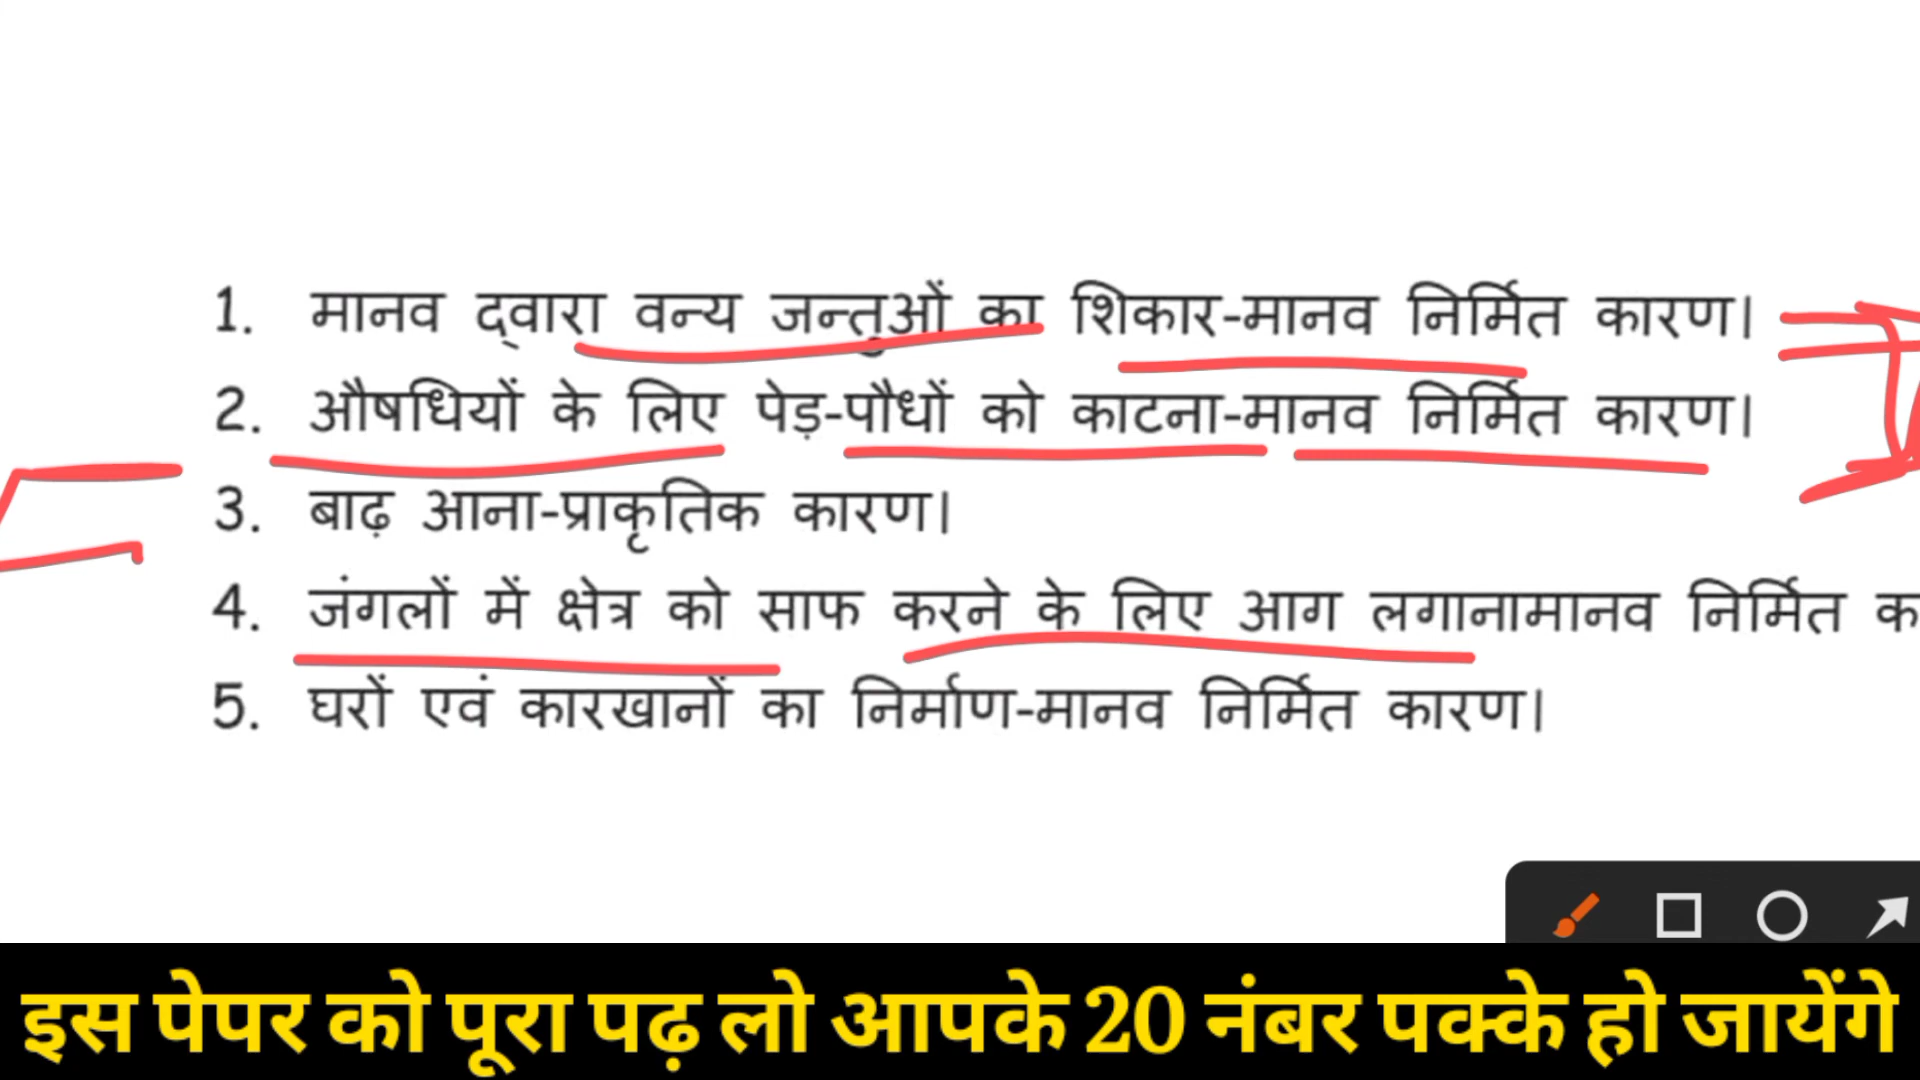 1. मानव द्वारा वन्य जन्तुओं का शिकार-मानव निर्मित कारण।
2. औषधियों के लिए पेड़-पौधों को काटना-मानव निर्मित कारण।
3. बाढ़ आना-प्राकृतिक कारण।
4. जंगलों में क्षेत्र को साफ करने के लिए आग लगानामानव निर्मित क
5. घरों एवं कारखानों का निर्माण-मानव निर्मित कारण।
इस पेपर को पूरा पढ़ लो आपके 20 नंबर पक्के हो जायेंगे